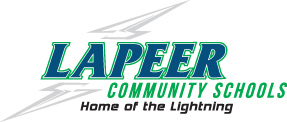 LAPEER
COMMUNITY SCHOOLS
Home of the Lightning